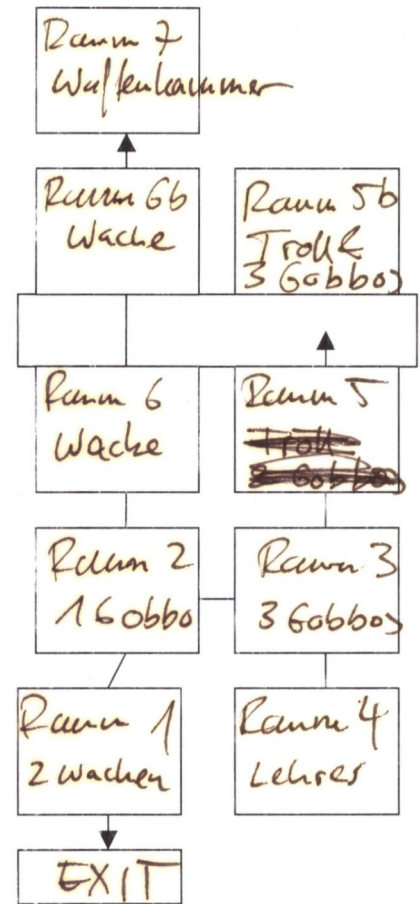 Raum 7
Waffenkammer
Raum 6b
Wache
Raum 5b
Troll &
3 Gobbos
Raum 6
Wache
Raum 5
Troll
2 Gobbos
Raum 2
1 Gobbo
Raum 3
3 Gobbos
Raum 1
2 Wachen
Raum 4
Leeres
EXIT